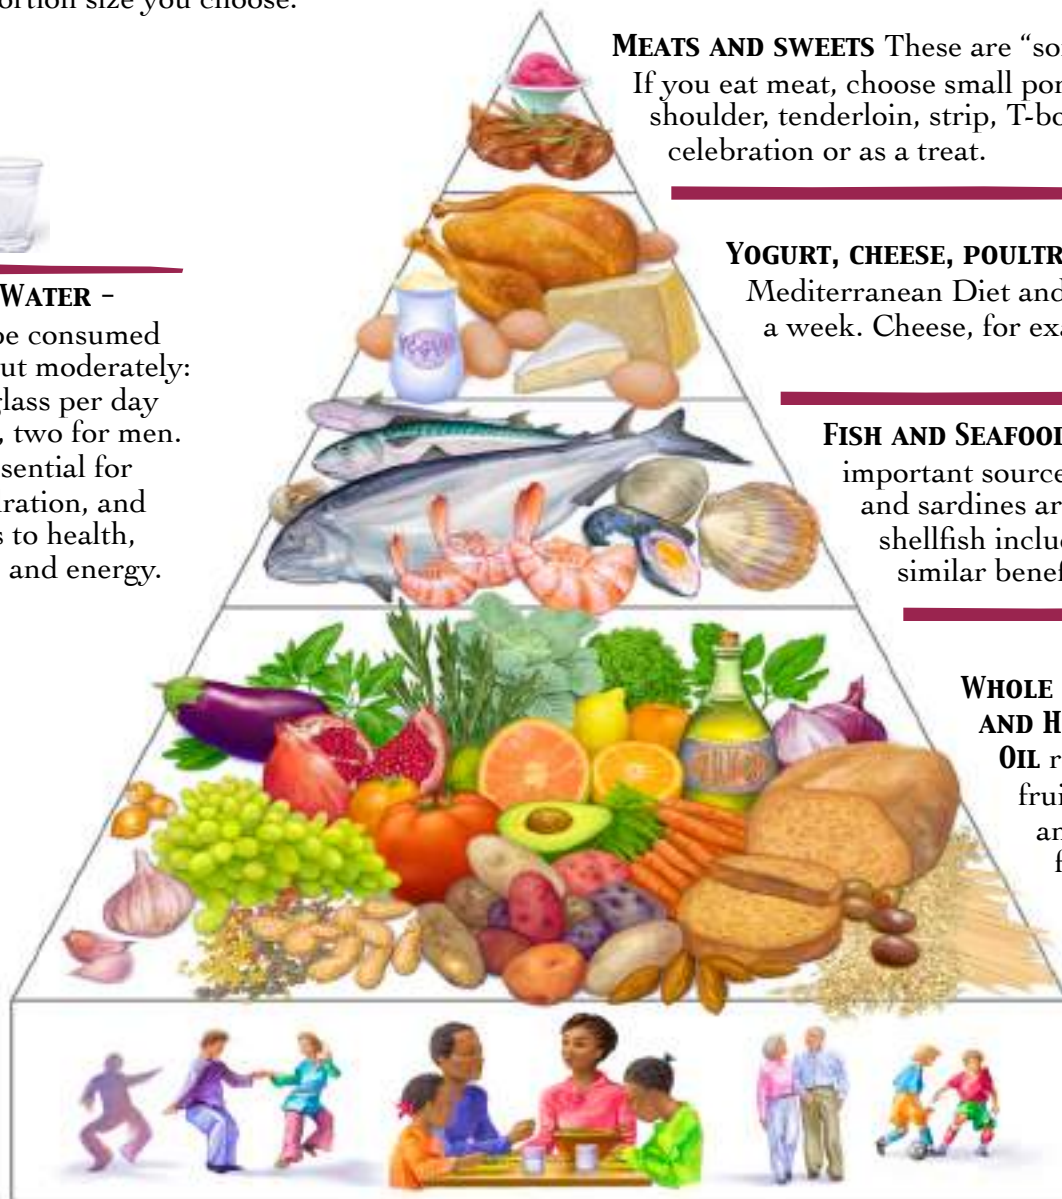 ortion size you choose.
MEATS AND SWEETS These are “so
If you eat meat, choose small por
shoulder, tenderloin, strip, T-bo
celebration or as a treat.
YOGURT, CHEESE, POULTR
Mediterranean Diet and
a week. Cheese, for exa
WATER –
be consumed
ut moderately:
glass per day
, two for men.
sential for
ration, and
s to health,
and energy.
FISH AND SEAFOO
important source
and sardines ar
shellfish inclu
similar benef
WHOLE
AND H
OIL r
frui
an
f